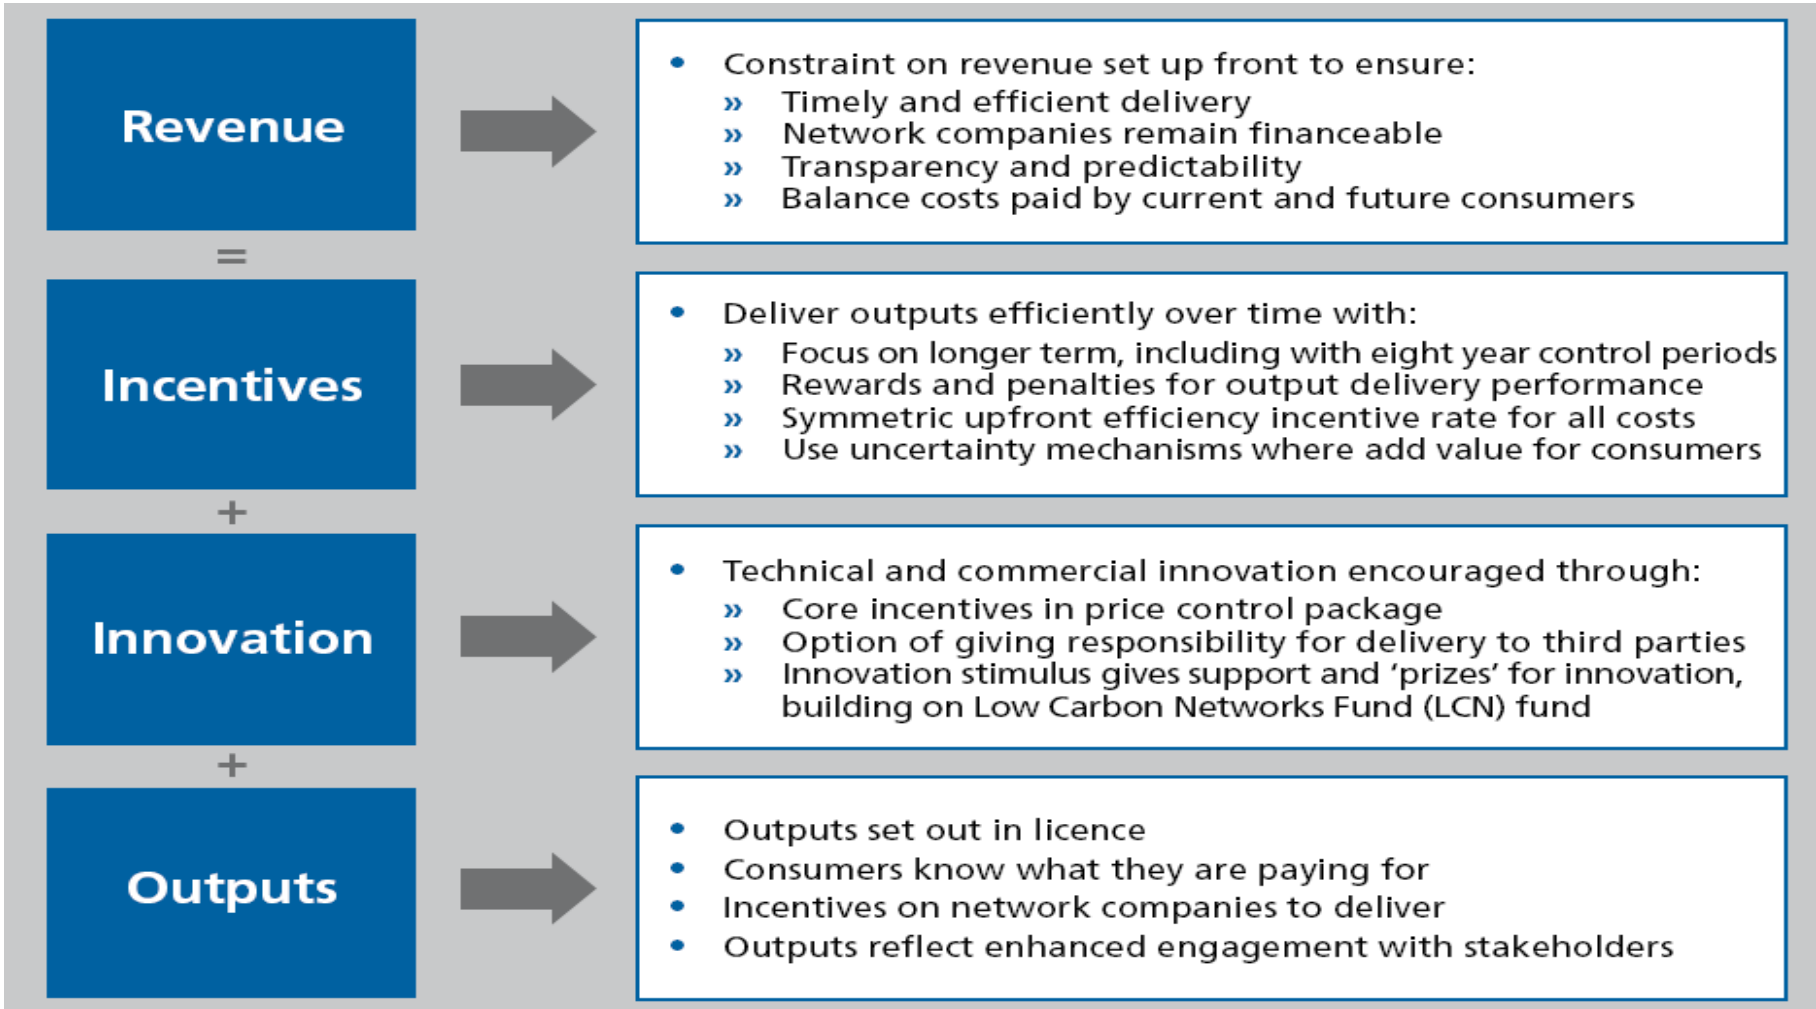 Revenue
• Constraint on revenue set up front to ensure:
» Timely and efficient delivery
» Network companies remain financeable
» Transparency and predictability
» Balance costs paid by current and future consumers
=
Incentives
• Deliver outputs efficiently over time with:
» Focus on longer term, including with eight year control periods
» Rewards and penalties for output delivery performance
» Symmetric upfront efficiency incentive rate for all costs
» Use uncertainty mechanisms where add value for consumers
+
Innovation
• Technical and commercial innovation encouraged through:
» Core incentives in price control package
» Option of giving responsibility for delivery to third parties
» Innovation stimulus gives support and ‘prizes’ for innovation,
building on Low Carbon Networks Fund (LCN) fund
+
Outputs
• Outputs set out in licence
• Consumers know what they are paying for
• Incentives on network companies to deliver
• Outputs reflect enhanced engagement with stakeholders